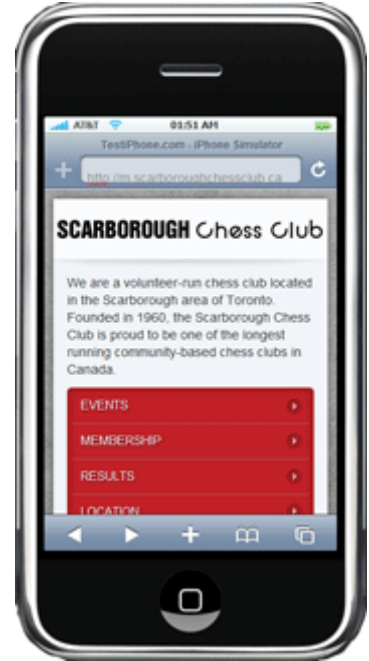 AT&T 01:51 AM
TestiPhone.com - iPhone Simulator
http://m.scarboroughchessclub.ca
SCARBOROUGH Chess Club
We are a volunteer-run chess club located
in the Scarborough area of Toronto.
Founded in 1960, the Scarborough Chess
Club is proud to be one of the longest
running community-based chess clubs in
Canada.
EVENTS
MEMBERSHIP
RESULTS
LOCATION